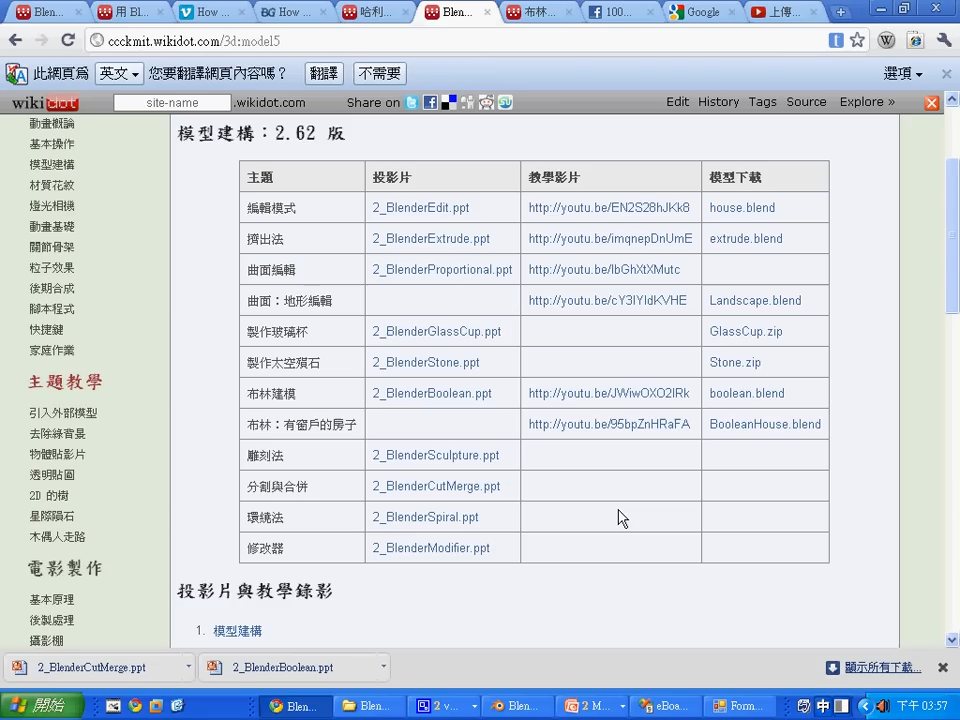 Blen...
用 Bl...
How ...
BG How ...
哈利...
Blen...
布林...
100...
Google
上傳...
ccckmit.wikidot.com/3d:model5
此網頁為 英文 您要翻譯網頁內容嗎？ 翻譯 不需要 選項
wikidot site-name .wikidot.com Share on Edit History Tags Source Explore »
動畫概論
基本操作
模型建構
材質花紋
燈光相機
動畫基礎
關節骨架
粒子效果
後期合成
腳本程式
快捷鍵
家庭作業
主題教學
引入外部模型
去除綠背景
物體貼影片
透明貼圖
2D 的樹
星際隕石
木偶人走路
電影製作
基本原理
後製處理
攝影棚
模型建構：2.62 版
主題 投影片 教學影片 模型下載
編輯模式 2_BlenderEdit.ppt http://youtu.be/EN2S28hJKk8 house.blend
擠出法 2_BlenderExtrude.ppt http://youtu.be/imqnepDnUmE extrude.blend
曲面編輯 2_BlenderProportional.ppt http://youtu.be/lbGhXtXMutc
曲面：地形編輯 http://youtu.be/cY3lYldKVHE Landscape.blend
製作玻璃杯 2_BlenderGlassCup.ppt GlassCup.zip
製作太空殞石 2_BlenderStone.ppt Stone.zip
布林建模 2_BlenderBoolean.ppt http://youtu.be/JWiwOXO2lRk boolean.blend
布林：有窗戶的房子 http://youtu.be/95bpZnHRaFA BooleanHouse.blend
雕刻法 2_BlenderSculpture.ppt
分割與合併 2_BlenderCutMerge.ppt
環繞法 2_BlenderSpiral.ppt
修改器 2_BlenderModifier.ppt
投影片與教學錄影
1. 模型建構
2_BlenderCutMerge.ppt 2_BlenderBoolean.ppt 顯示所有下載...
開始 Blen... Blen... 2 v... Blen... 2 M... eBoa... Form... 中 下午 03:57